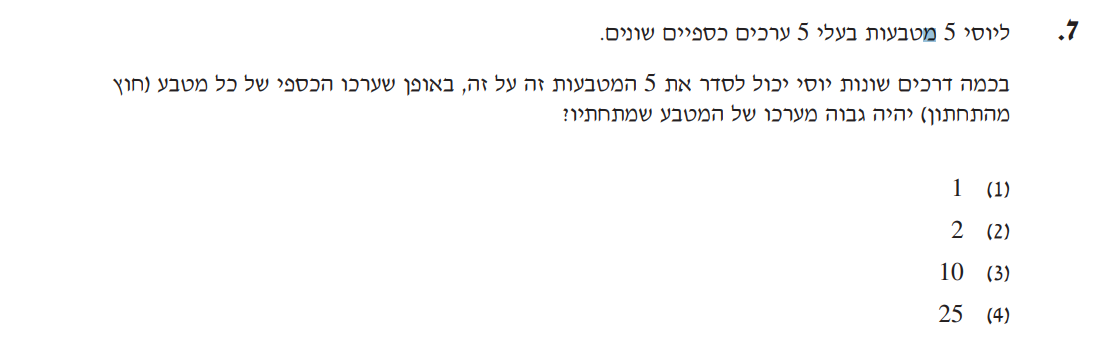 7. ליוסי 5 מטבעות בעלי 5 ערכים כספיים שונים.
בכמה דרכים שונות יוסי יכול לסדר את 5 המטבעות זה על זה, באופן שערכו הכספי של כל מטבע (חוץ
מהתחתון) יהיה גבוה מערכו של המטבע שמתחתיו?
(1) 1
(2) 2
(3) 10
(4) 25